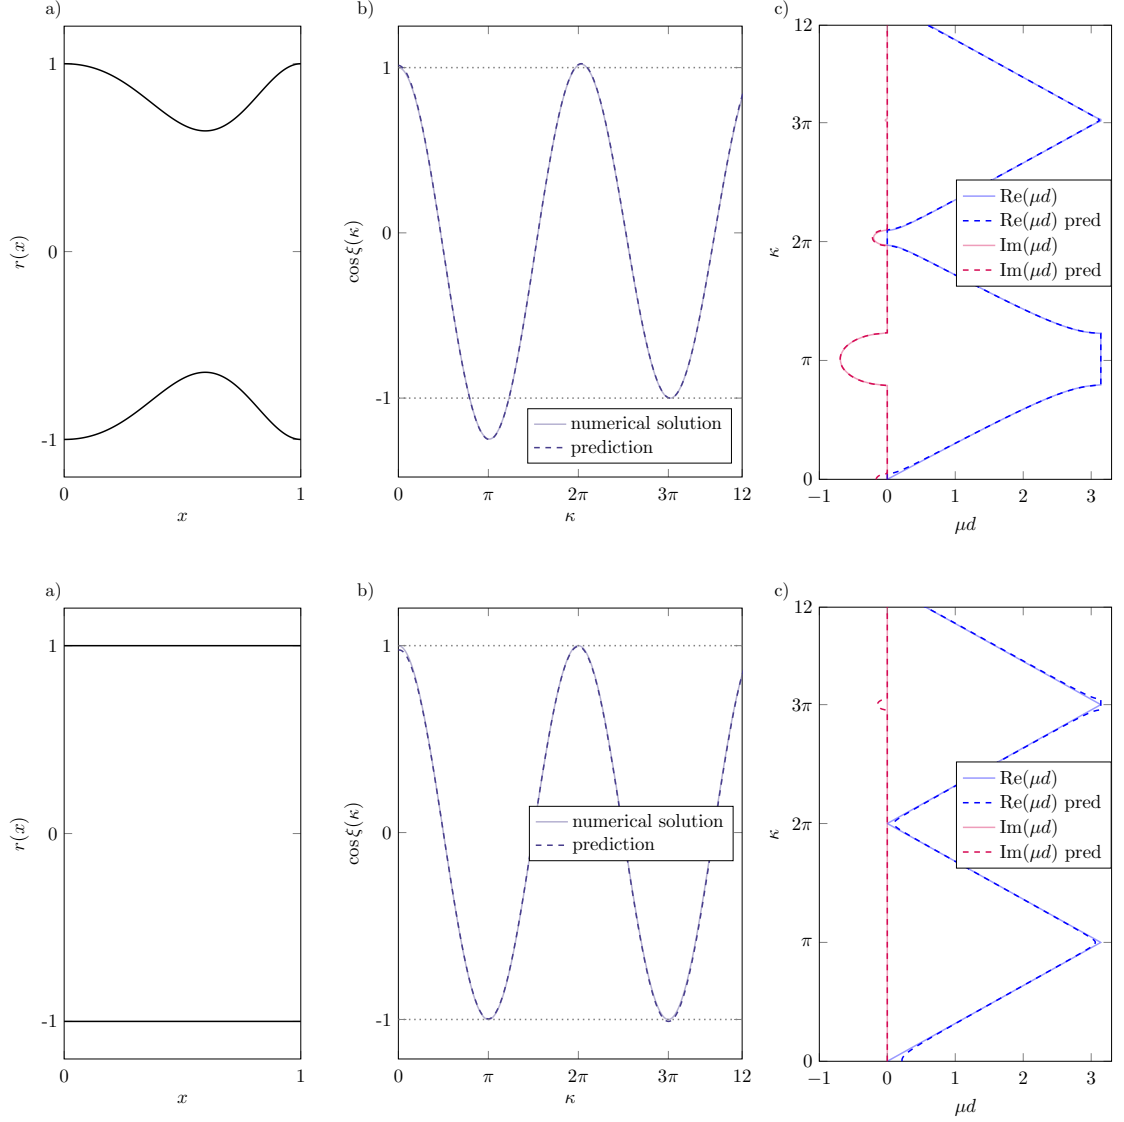 a)
1
0
-1
r(x)
0
1
x
b)
1
0
-1
cos ξ(κ)
0
π
2π
3π
12
κ
numerical solution
prediction
c)
12
3π
2π
π
0
κ
-1
0
1
2
3
μd
Re(μd)
Re(μd) pred
Im(μd)
Im(μd) pred
a)
1
0
-1
r(x)
0
1
x
b)
1
0
-1
cos ξ(κ)
0
π
2π
3π
12
κ
numerical solution
prediction
c)
12
3π
2π
π
0
κ
−1
0
1
2
3
μd
Re(μd)
Re(μd) pred
Im(μd)
Im(μd) pred